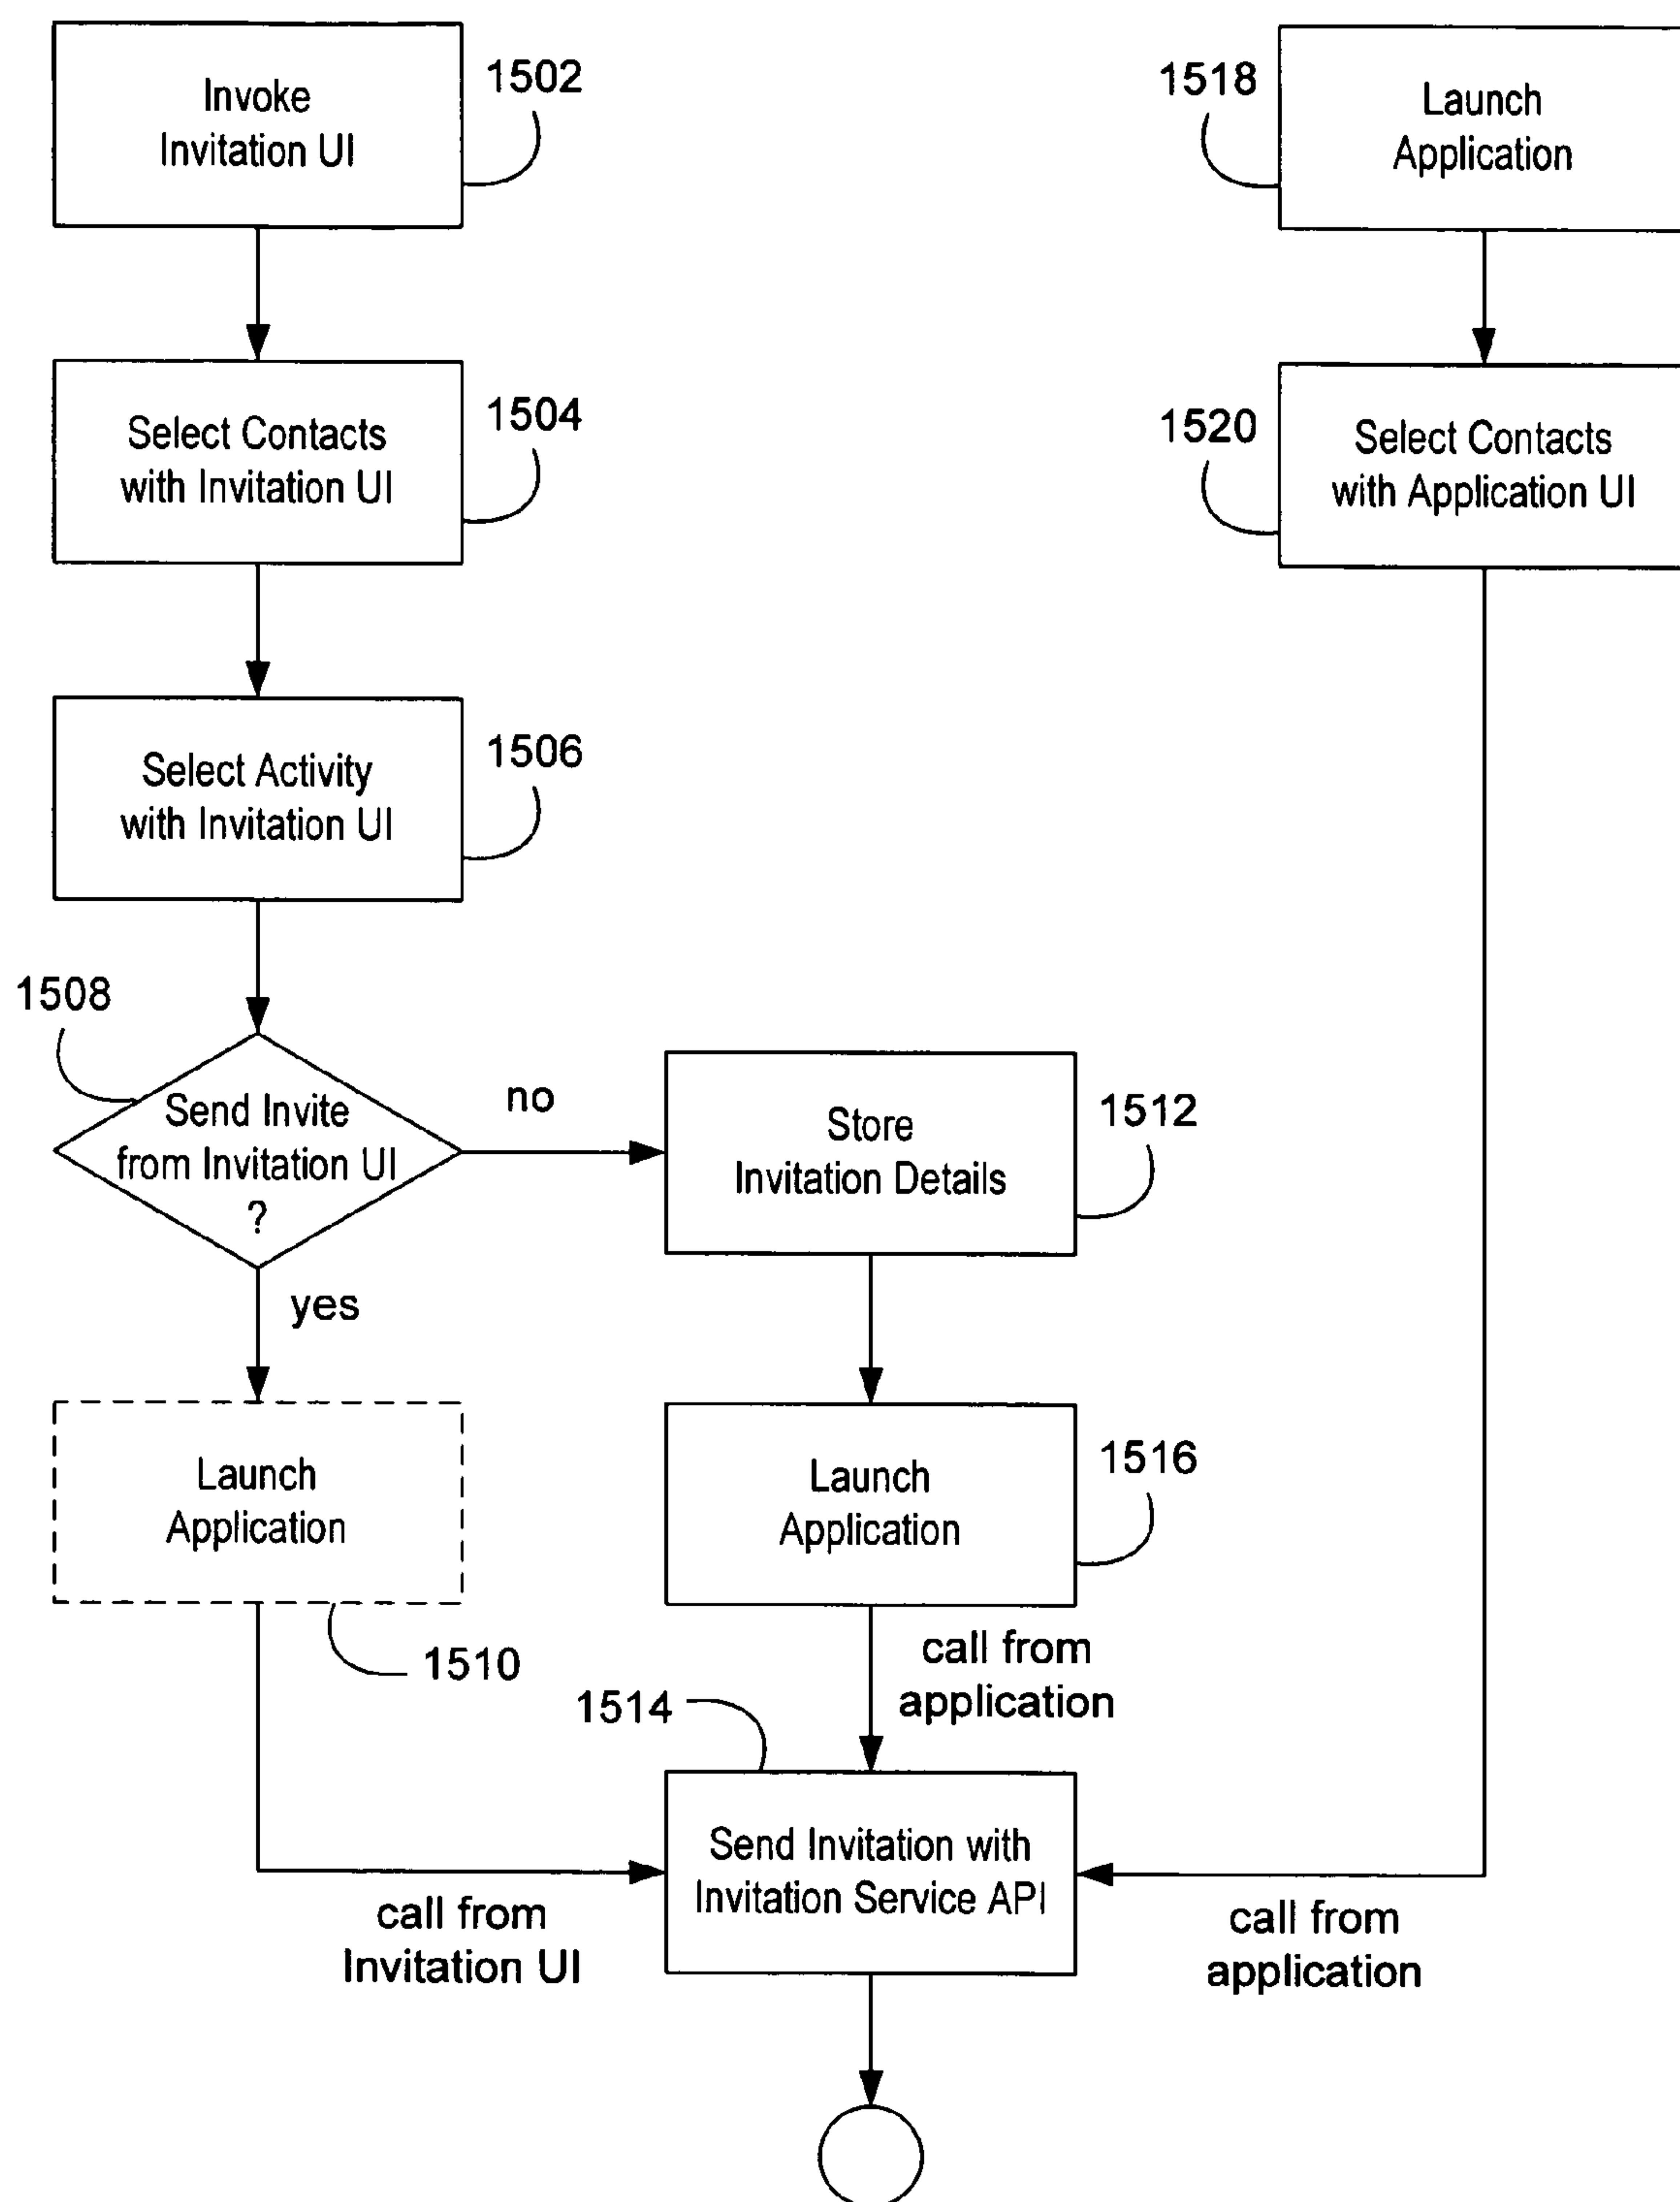 Invoke
Invitation UI
1502
1518
Launch
Application
Select Contacts
with Invitation UI
1504
1520
Select Contacts
with Application UI
Select Activity
with Invitation UI
1506
1508
Send Invite
from Invitation UI
?
no
Store
Invitation Details
1512
yes
Launch
Application
1510
Launch
Application
1516
call from
application
1514
Send Invitation with
Invitation Service API
call from
Invitation UI
call from
application